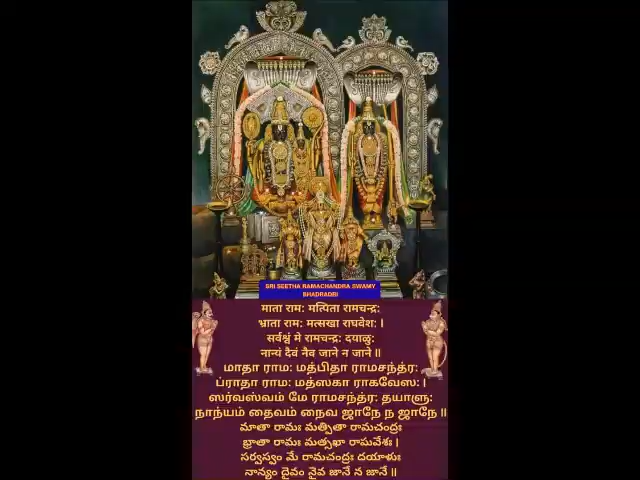 SRI SEETHA RAMACHANDRA SWAMY
BHADRADRI
माता राम: मत्पिता रामचन्द्र:
भ्राता राम: मत्सखा राघवेश: ।
सर्वश्वं मे रामचन्द्र: दयाळु:
नान्यं दैवं नैव जाने न जाने ॥
மாதா ராம: மத்பிதா ராமசந்த்ர:
ப்ராதா ராம: மத்ஸகா ராகவேஸ: |
ஸர்வஸ்வம் மே ராமசந்த்ர: தயாளு:
நாந்யம் தைவம் நைவ ஜாநே ந ஜாநே ||
మాతా రామః మత్పితా రామచంద్రః
భ్రాతా రామః మత్సఖా రాఘవేశః |
సర్వస్వం మే రామచంద్రః దయాళుః
నాన్యం దైవం నైవ జానే న జానే ||